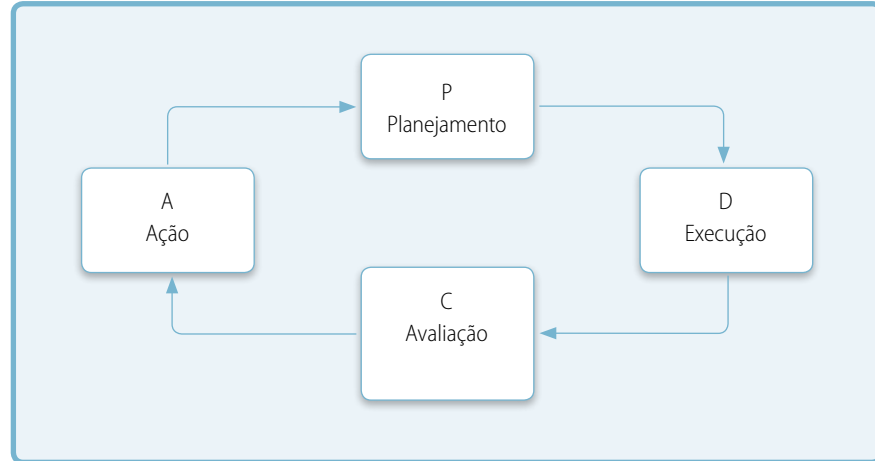 P
Planejamento
A
Ação
D
Execução
C
Avaliação